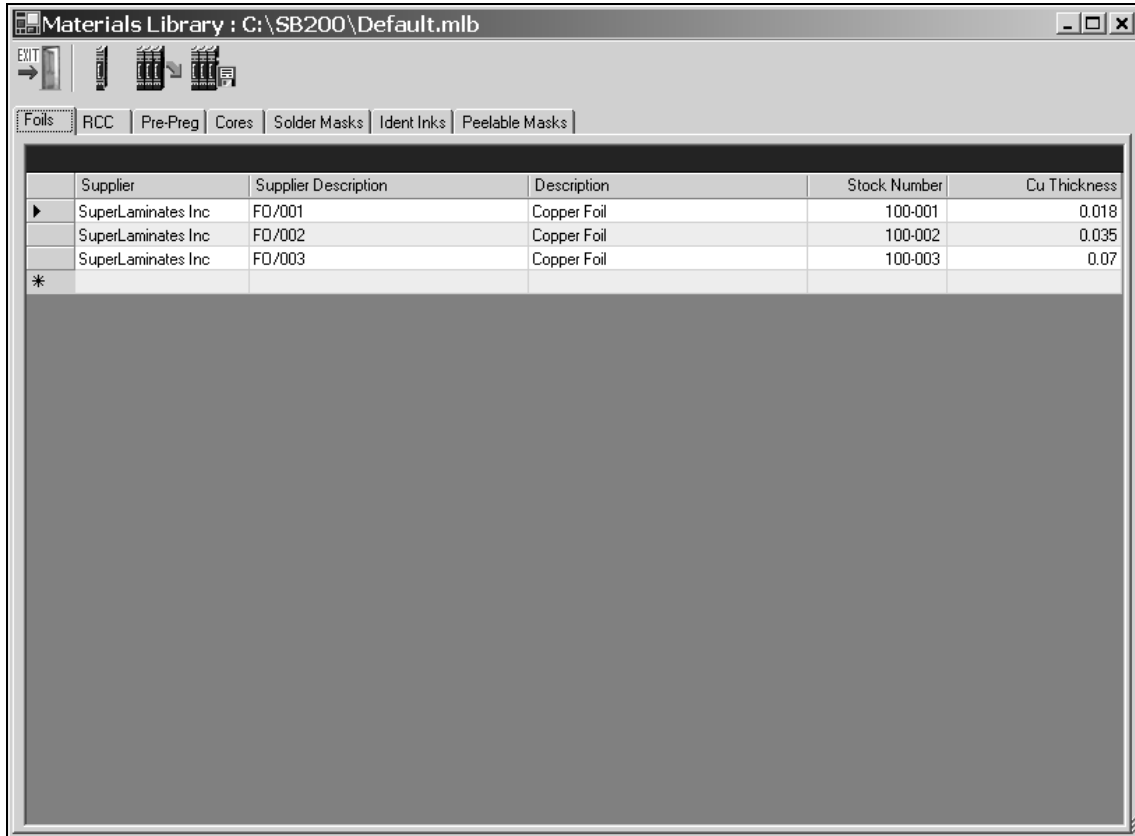 Materials Library : C:\SB200\Default.mlb
EXIT
Foils RCC Pre-Preg Cores Solder Masks Ident Inks Peelable Masks
Supplier Supplier Description Description Stock Number Cu Thickness
SuperLaminates Inc FO/001 Copper Foil 100-001 0.018
SuperLaminates Inc FO/002 Copper Foil 100-002 0.035
SuperLaminates Inc FO/003 Copper Foil 100-003 0.07